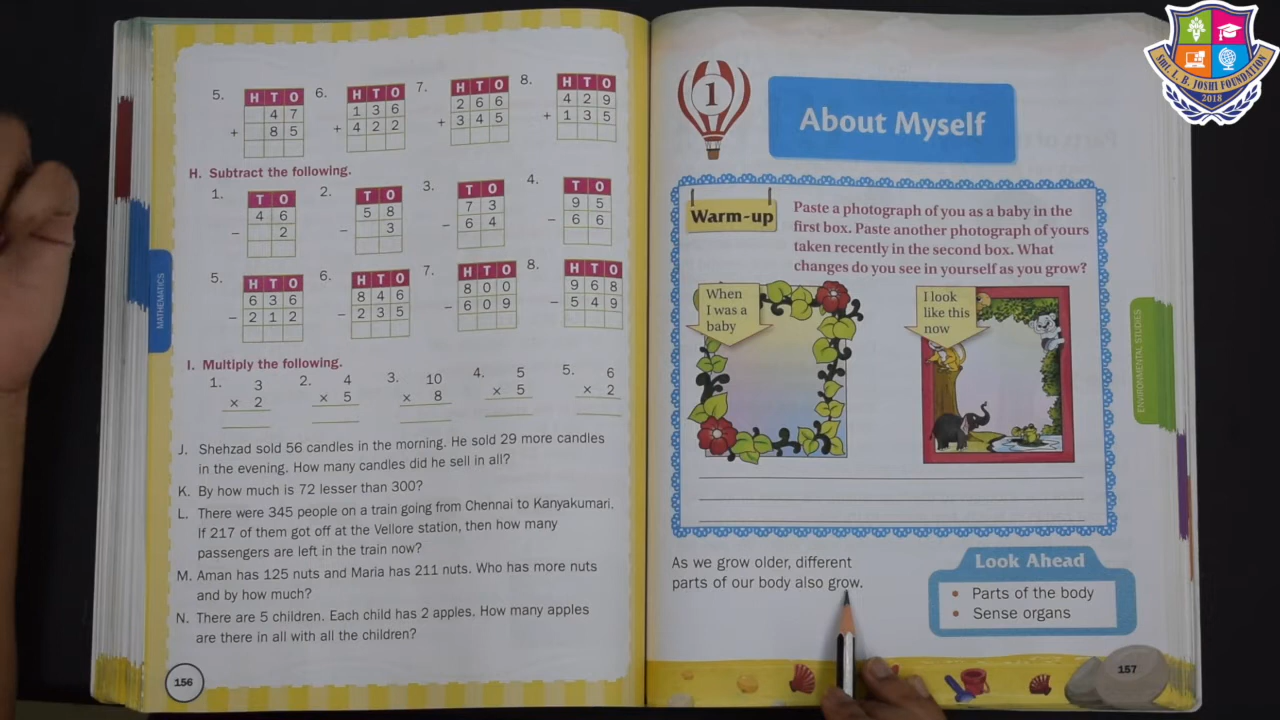 5.
H T O
4 7
+ 8 5
6.
H T O
1 3 6
+ 4 2 2
7.
H T O
2 6 6
+ 3 4 5
8.
H T O
4 2 9
+ 1 3 5
H. Subtract the following.
1.
T O
4 6
− 2
2.
T O
5 8
− 3
3.
T O
7 3
− 6 4
4.
T O
9 5
− 6 6
5.
H T O
6 3 6
− 2 1 2
6.
H T O
8 4 6
− 2 3 5
7.
H T O
8 0 0
− 6 0 9
8.
H T O
9 6 8
− 5 4 9
I. Multiply the following.
1. 3
× 2
2. 4
× 5
3. 10
× 8
4. 5
× 5
5. 6
× 2
J. Shehzad sold 56 candles in the morning. He sold 29 more candles
in the evening. How many candles did he sell in all?
K. By how much is 72 lesser than 300?
L. There were 345 people on a train going from Chennai to Kanyakumari.
If 217 of them got off at the Vellore station, then how many
passengers are left in the train now?
M. Aman has 125 nuts and Maria has 211 nuts. Who has more nuts
and by how much?
N. There are 5 children. Each child has 2 apples. How many apples
are there in all with all the children?
156
MATHEMATICS
1
About Myself
Warm-up
Paste a photograph of you as a baby in the
first box. Paste another photograph of yours
taken recently in the second box. What
changes do you see in yourself as you grow?
When
I was a
baby
I look
like this
now
As we grow older, different
parts of our body also grow.
Look Ahead
• Parts of the body
• Sense organs
157
ENVIRONMENTAL STUDIES
SMT. I. B. JOSHI FOUNDATION
2018